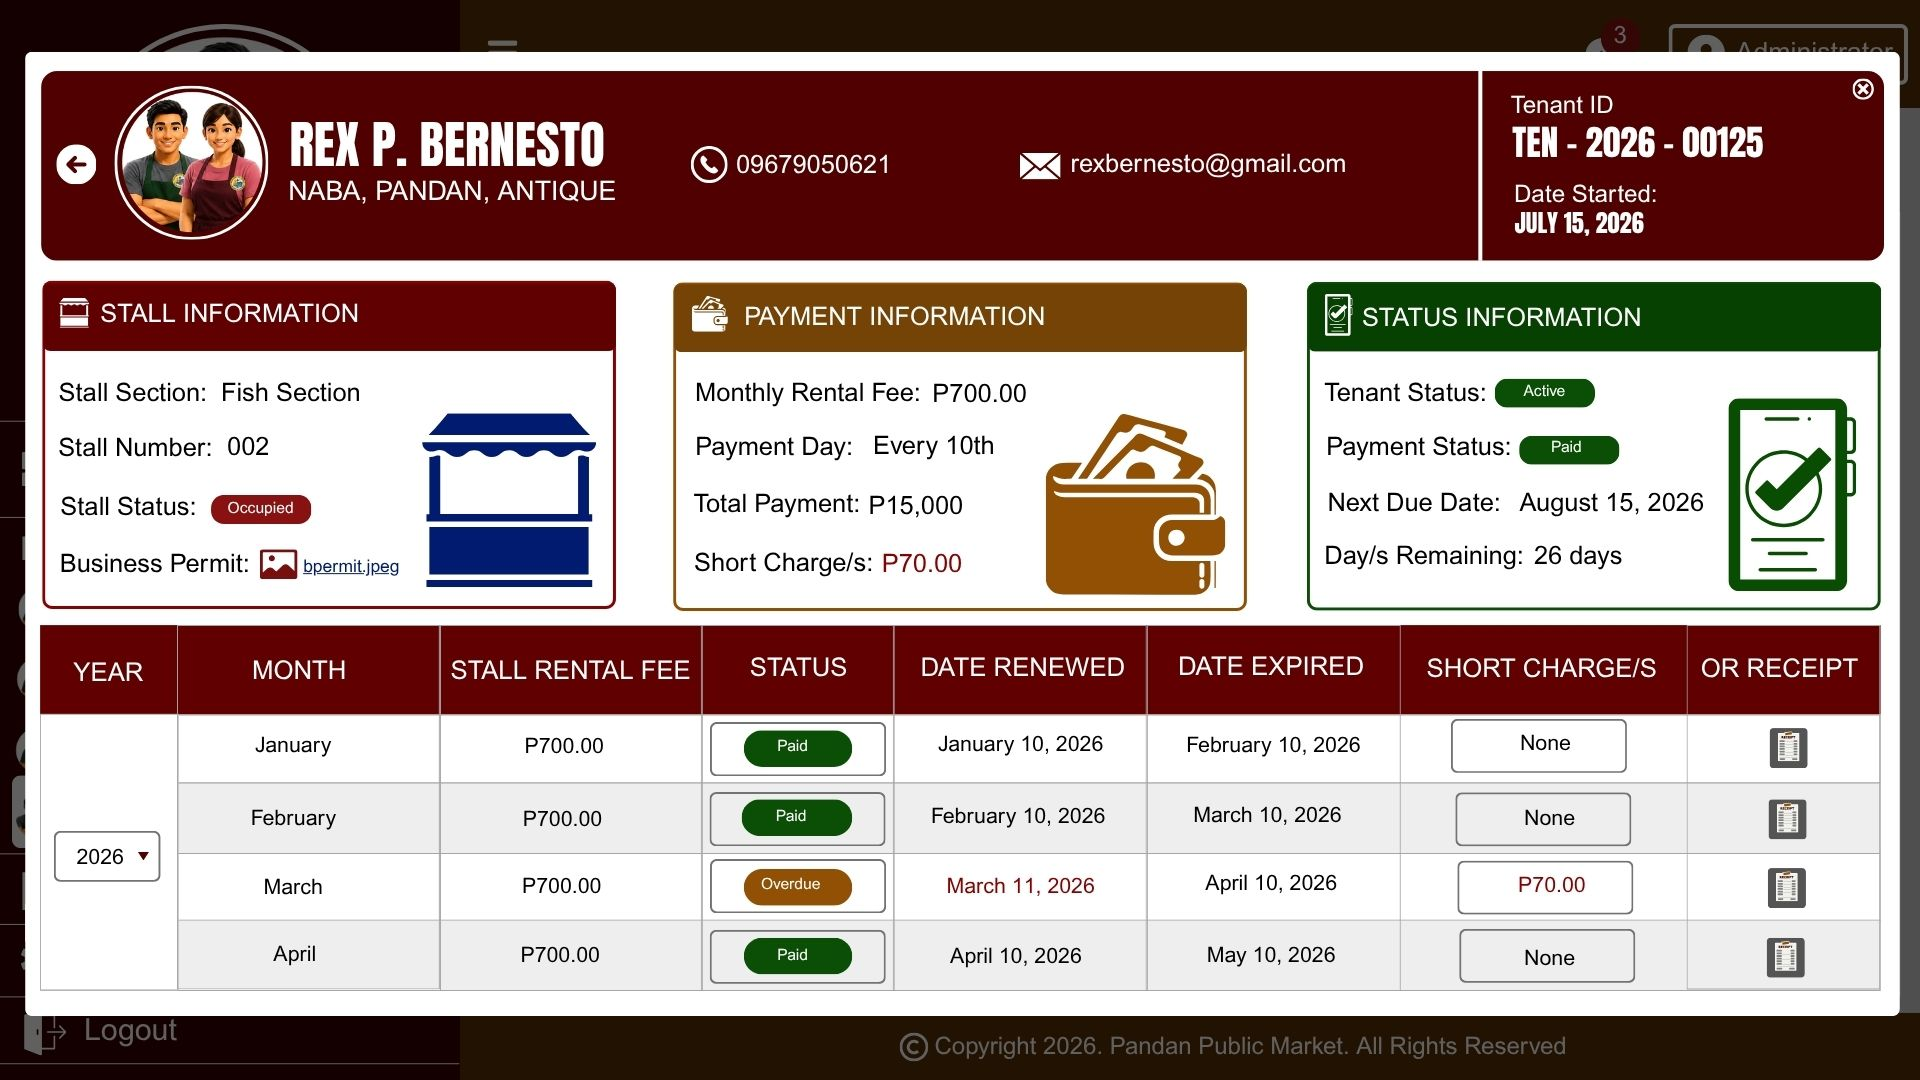 3
Administrator
REX P. BERNESTO
NABA, PANDAN, ANTIQUE
09679050621
rexbernesto@gmail.com
Tenant ID
TEN - 2026 - 00125
Date Started:
JULY 15, 2026
STALL INFORMATION
Stall Section: Fish Section
Stall Number: 002
Stall Status: Occupied
Business Permit: bpermit.jpeg
PAYMENT INFORMATION
Monthly Rental Fee: P700.00
Payment Day: Every 10th
Total Payment: P15,000
Short Charge/s: P70.00
STATUS INFORMATION
Tenant Status: Active
Payment Status: Paid
Next Due Date: August 15, 2026
Day/s Remaining: 26 days
YEAR MONTH STALL RENTAL FEE STATUS DATE RENEWED DATE EXPIRED SHORT CHARGE/S OR RECEIPT
2026
January P700.00 Paid January 10, 2026 February 10, 2026 None
February P700.00 Paid February 10, 2026 March 10, 2026 None
March P700.00 Overdue March 11, 2026 April 10, 2026 P70.00
April P700.00 Paid April 10, 2026 May 10, 2026 None
Logout
© Copyright 2026. Pandan Public Market. All Rights Reserved